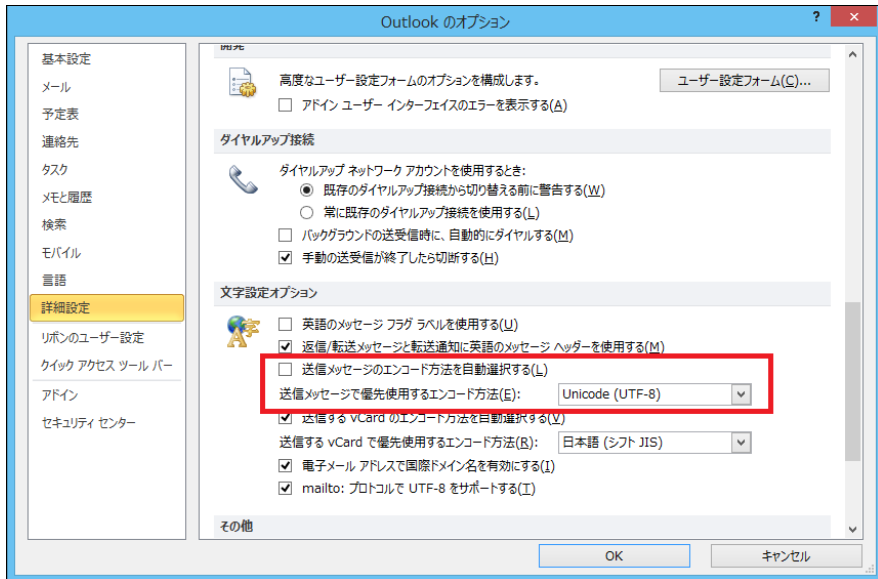 Outlook のオプション
?
×
基本設定
メール
予定表
連絡先
タスク
メモと履歴
検索
モバイル
言語
詳細設定
リボンのユーザー設定
クイック アクセス ツール バー
アドイン
セキュリティ センター
開発
高度なユーザー設定フォームのオプションを構成します。
ユーザー設定フォーム(C)...
アドイン ユーザー インターフェイスのエラーを表示する(A)
ダイヤルアップ接続
ダイヤルアップ ネットワーク アカウントを使用するとき:
既存のダイヤルアップ接続から切り替える前に警告する(W)
常に既存のダイヤルアップ接続を使用する(L)
バックグラウンドの送受信時に、自動的にダイヤルする(M)
手動の送受信が終了したら切断する(H)
文字設定オプション
英語のメッセージ フラグ ラベルを使用する(U)
返信/転送メッセージと転送通知に英語のメッセージ ヘッダーを使用する(M)
送信メッセージのエンコード方法を自動選択する(L)
送信メッセージで優先使用するエンコード方法(E): Unicode (UTF-8)
送信する vCard のエンコード方法を自動選択する(V)
送信する vCard で優先使用するエンコード方法(R): 日本語 (シフト JIS)
電子メール アドレスで国際ドメイン名を有効にする(I)
mailto: プロトコルで UTF-8 をサポートする(T)
その他
OK
キャンセル